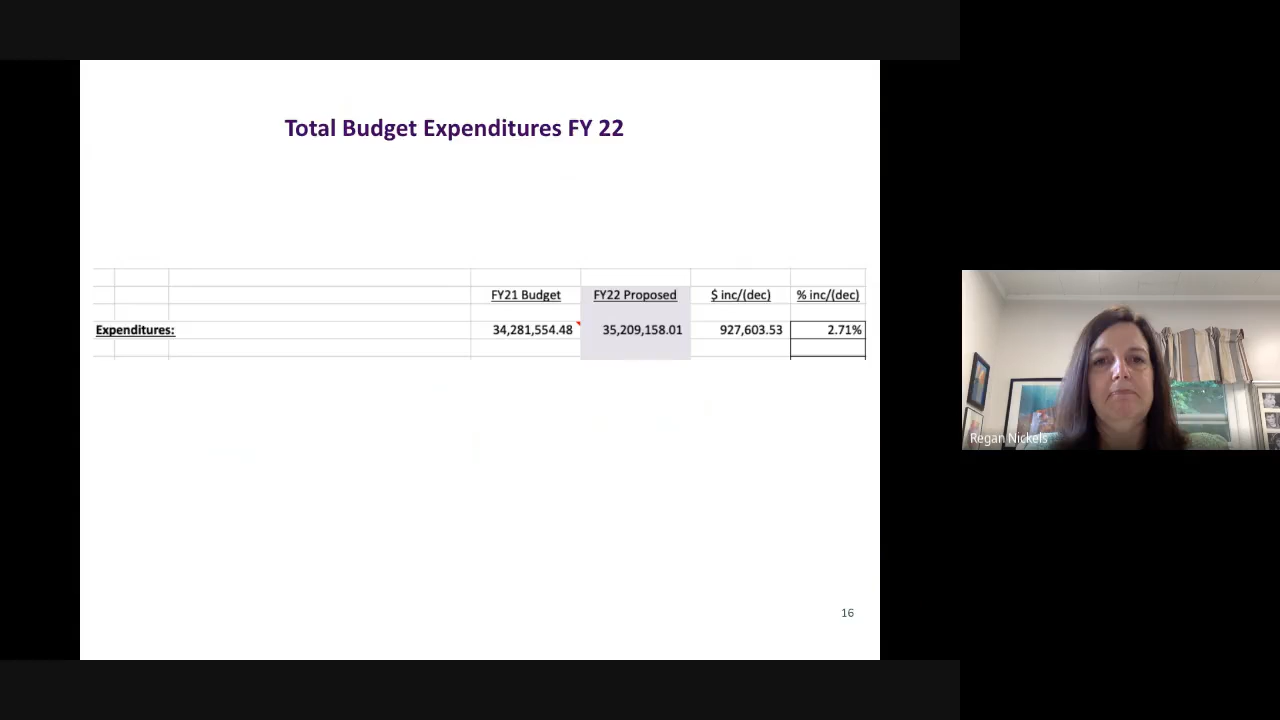 Total Budget Expenditures FY 22
FY21 Budget FY22 Proposed $ inc/(dec) % inc/(dec)
Expenditures: 34,281,554.48 35,209,158.01 927,603.53 2.71%
16
Regan Nickels